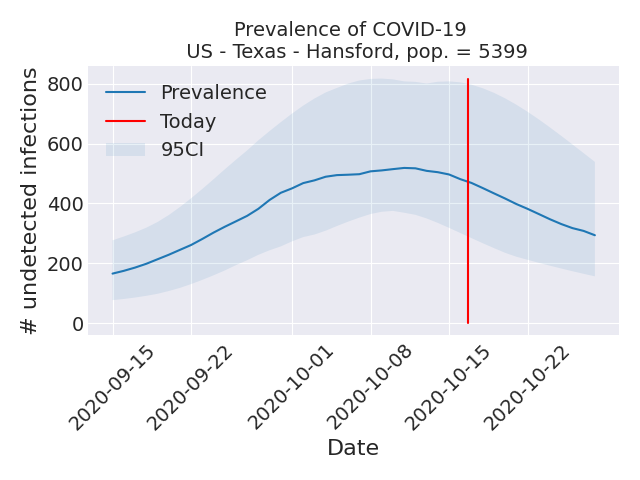 Prevalence of COVID-19
US - Texas - Hansford, pop. = 5399
# undetected infections
800
600
400
200
0
Prevalence
Today
95CI
2020-09-15
2020-09-22
2020-10-01
2020-10-08
2020-10-15
2020-10-22
Date